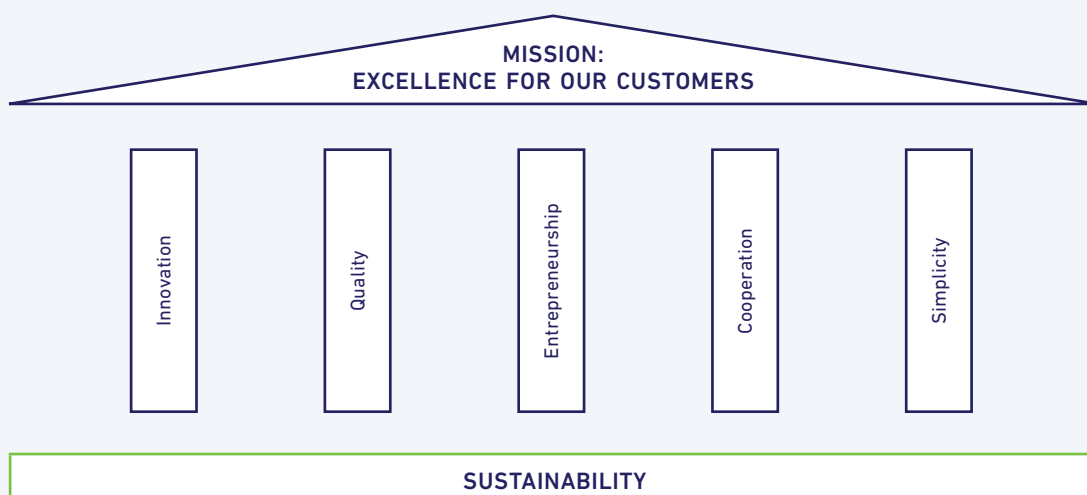 MISSION:
EXCELLENCE FOR OUR CUSTOMERS
Innovation
Quality
Entrepreneurship
Cooperation
Simplicity
SUSTAINABILITY